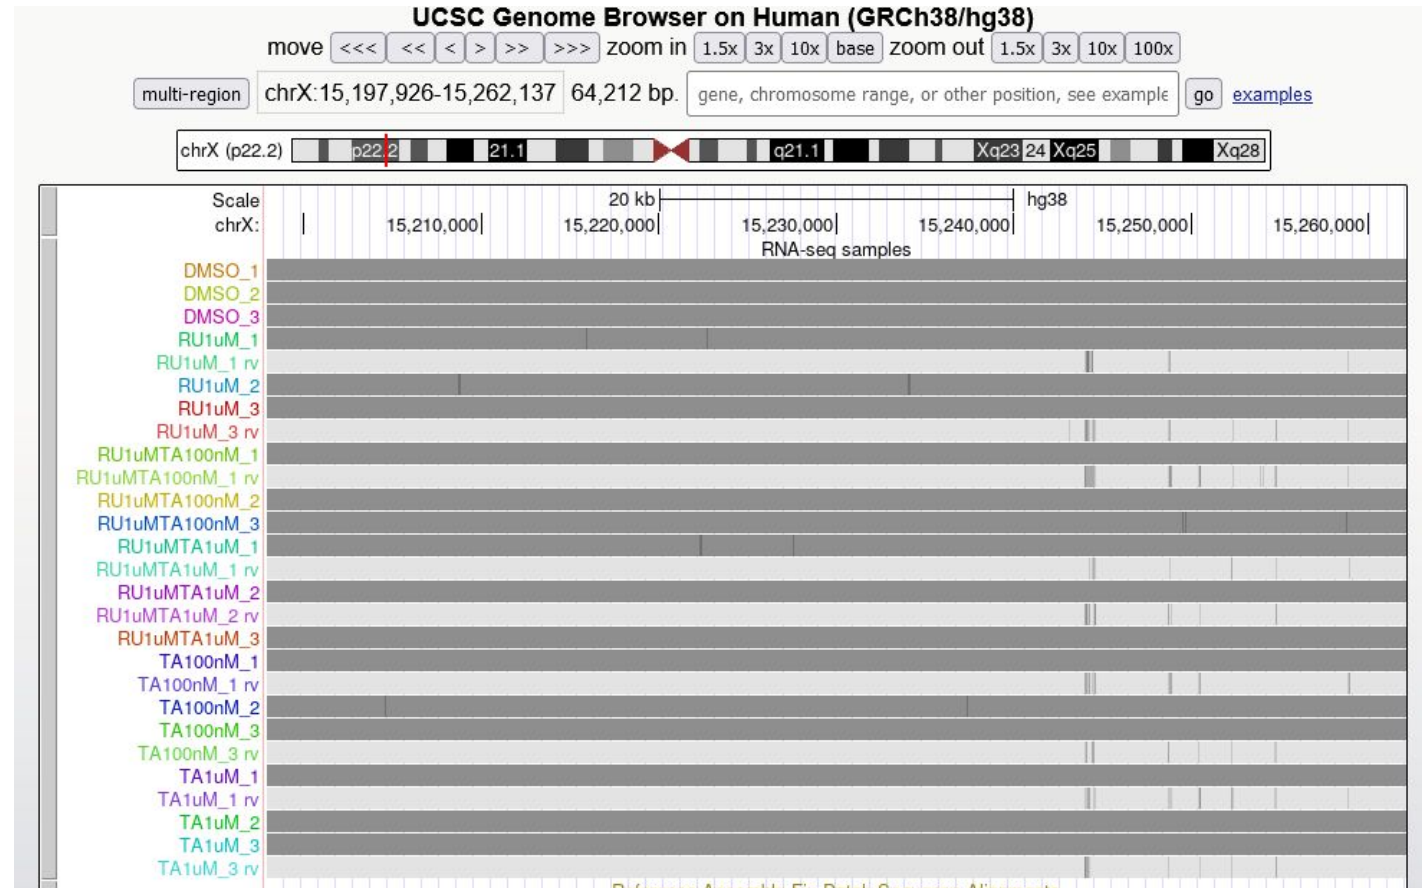 UCSC Genome Browser on Human (GRCh38/hg38)
move <<< << < > >> >>> zoom in 1.5x 3x 10x base zoom out 1.5x 3x 10x 100x
multi-region chrX:15,197,926-15,262,137 64,212 bp. gene, chromosome range, or other position, see example go examples
chrX (p22.2) p22.2 21.1 q21.1 Xq23 24 Xq25 Xq28
Scale 20 kb hg38
chrX: 15,210,000 15,220,000 15,230,000 15,240,000 15,250,000 15,260,000
RNA-seq samples
DMSO_1
DMSO_2
DMSO_3
RU1uM_1
RU1uM_1 rv
RU1uM_2
RU1uM_3
RU1uM_3 rv
RU1uMTA100nM_1
RU1uMTA100nM_1 rv
RU1uMTA100nM_2
RU1uMTA100nM_3
RU1uMTA1uM_1
RU1uMTA1uM_1 rv
RU1uMTA1uM_2
RU1uMTA1uM_2 rv
RU1uMTA1uM_3
TA100nM_1
TA100nM_1 rv
TA100nM_2
TA100nM_3
TA100nM_3 rv
TA1uM_1
TA1uM_1 rv
TA1uM_2
TA1uM_3
TA1uM_3 rv